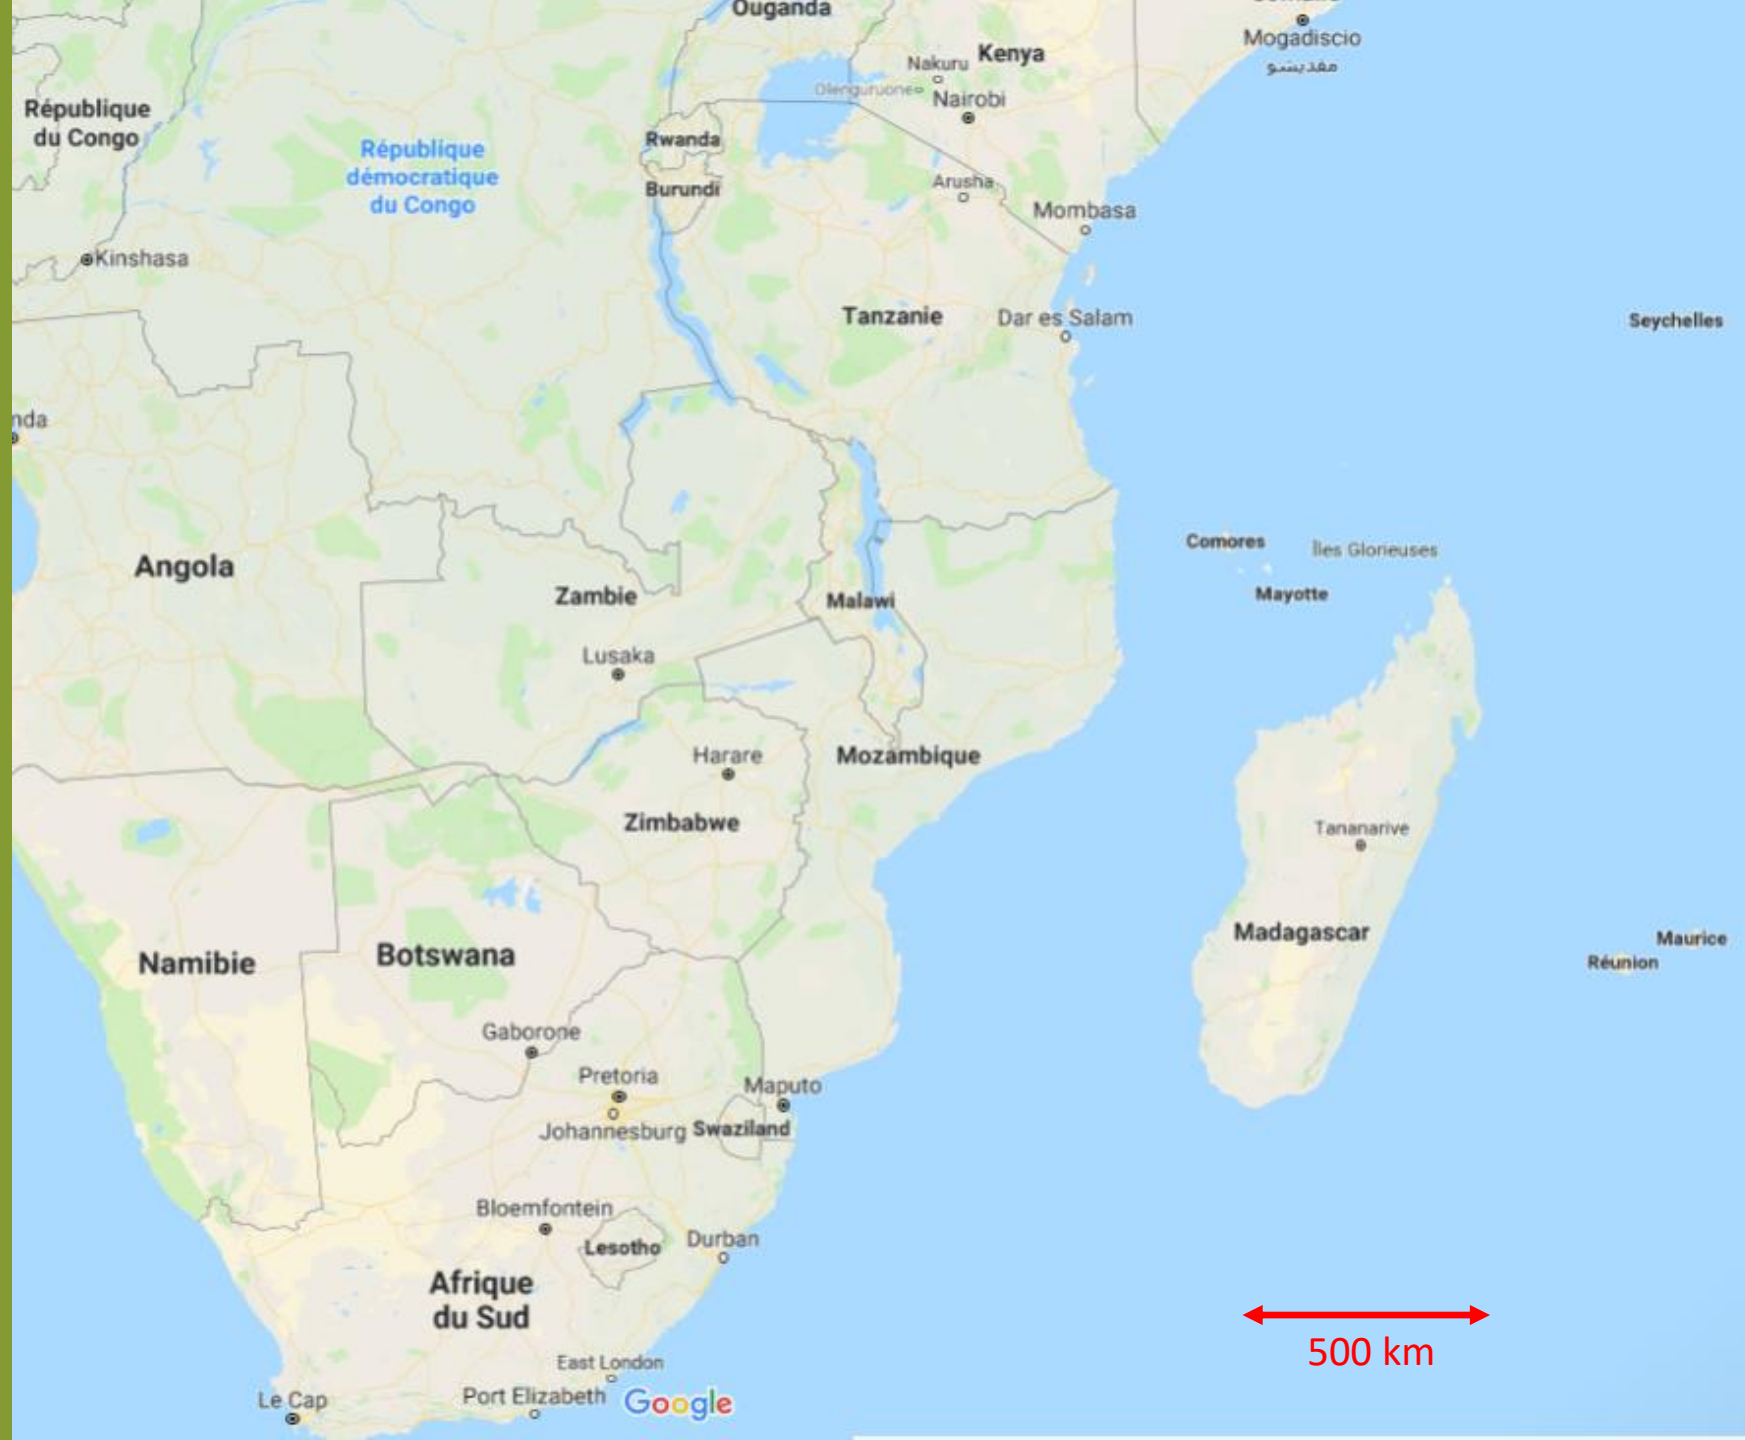 Ouganda
Mogadiscio
مقديشو
Kenya
Nakuru
Olenguruone
Nairobi
République
du Congo
République
démocratique
du Congo
Rwanda
Burundi
Arusha
Mombasa
Kinshasa
Tanzanie
Dar es Salam
Seychelles
nda
Comores
Îles Glorieuses
Angola
Mayotte
Zambie
Malawi
Lusaka
Harare
Mozambique
Zimbabwe
Tananarive
Madagascar
Maurice
Réunion
Namibie
Botswana
Gaborone
Pretoria
Maputo
Johannesburg
Swaziland
Bloemfontein
Lesotho
Durban
Afrique
du Sud
500 km
East London
Le Cap
Port Elizabeth
Google